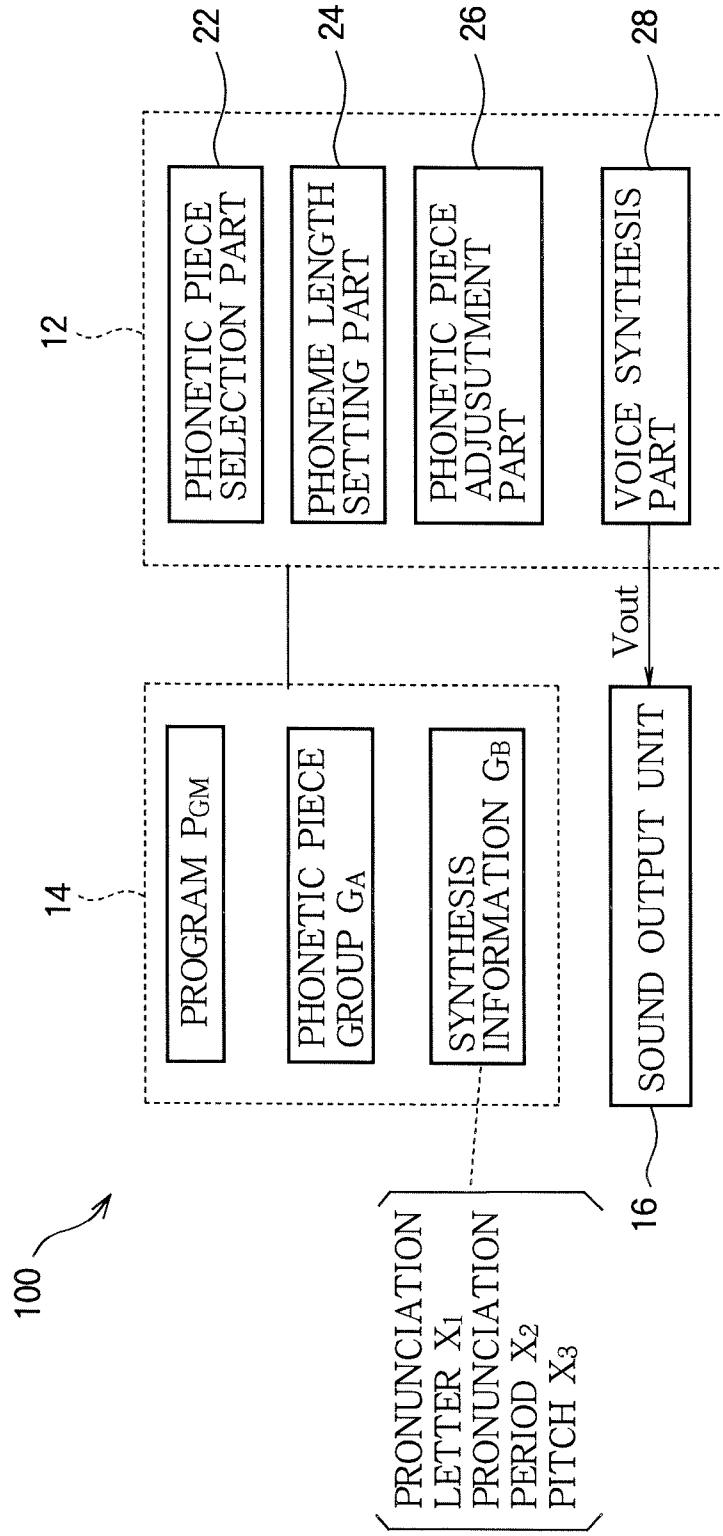 100
14
12
PROGRAM PGM
PHONETIC PIECE
GROUP GA
SYNTHESIS
INFORMATION GB
PRONUNCIATION
LETTER X1
PRONUNCIATION
PERIOD X2
PITCH X3
PHONETIC PIECE
SELECTION PART
22
PHONEME LENGTH
SETTING PART
24
PHONETIC PIECE
ADJUSUTMENT
PART
26
VOICE SYNTHESIS
PART
28
Vout
SOUND OUTPUT UNIT
16